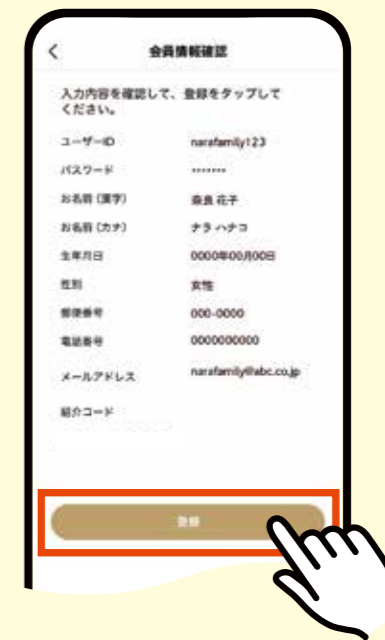 会員情報確認
入力内容を確認して、登録をタップして
ください。
ユーザーID narafamily123
パスワード •••••••
お名前 (漢字) 奈良 花子
お名前 (カナ) ナラ ハナコ
生年月日 0000年00月00日
性別 女性
郵便番号 000-0000
電話番号 0000000000
メールアドレス narafamily@abc.co.jp
紹介コード
登録